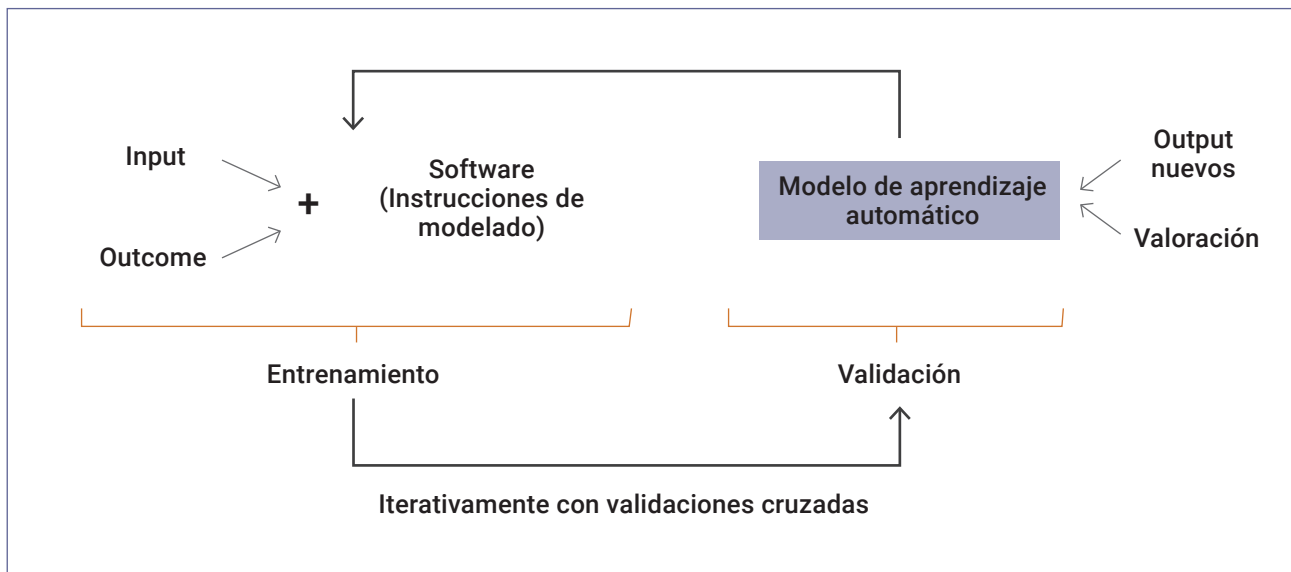 Input
Outcome
+
Software
(Instrucciones de
modelado)
Modelo de aprendizaje
automático
Output
nuevos
Valoración
Entrenamiento
Validación
Iterativamente con validaciones cruzadas